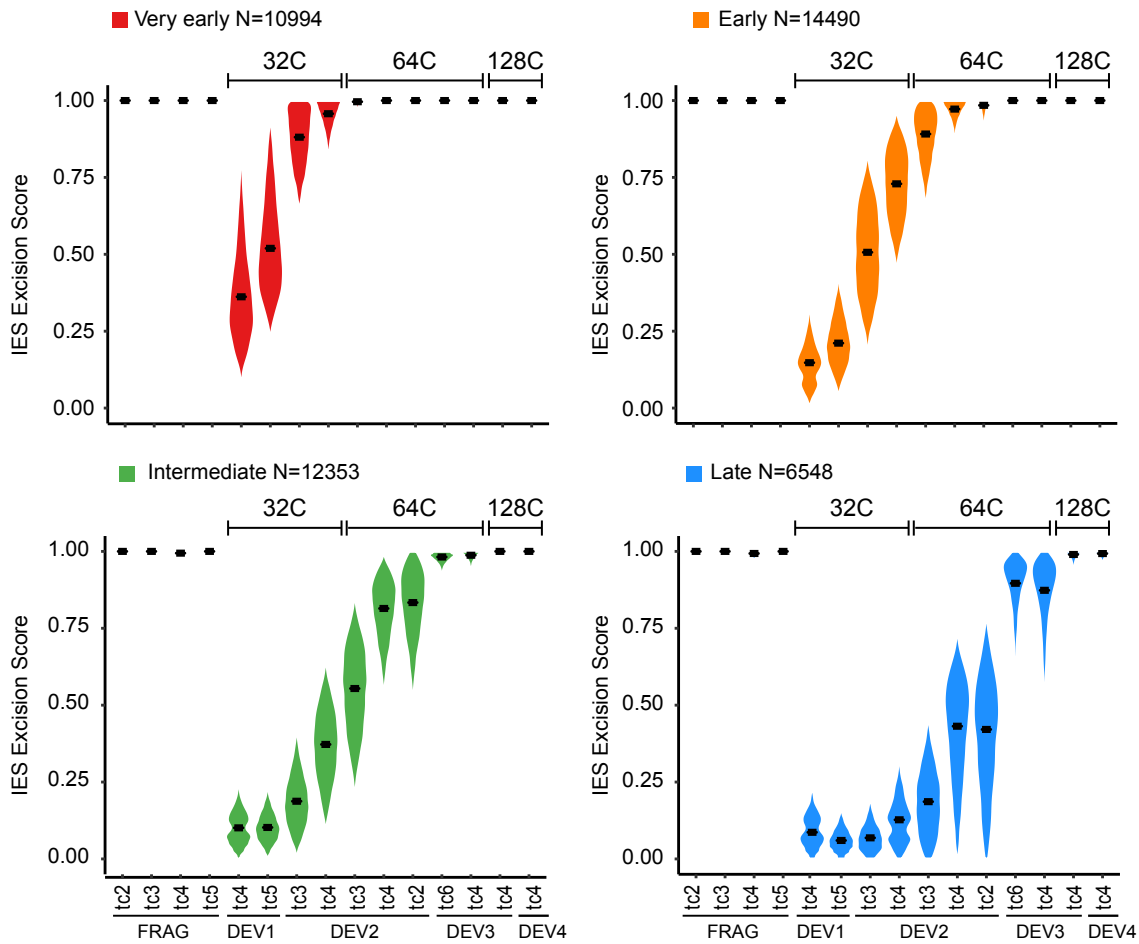 Very early N=10994
Early N=14490
32C 64C 128C
32C 64C 128C
IES Excision Score
1.00
0.75
0.50
0.25
0.00
IES Excision Score
1.00
0.75
0.50
0.25
0.00
Intermediate N=12353
Late N=6548
32C 64C 128C
32C 64C 128C
IES Excision Score
1.00
0.75
0.50
0.25
0.00
IES Excision Score
1.00
0.75
0.50
0.25
0.00
tc2 tc3 tc4 tc5 tc4 tc5 tc3 tc4 tc3 tc4 tc2 tc6 tc4 tc4 tc4
FRAG DEV1 DEV2 DEV3 DEV4
tc2 tc3 tc4 tc5 tc4 tc5 tc3 tc4 tc3 tc4 tc2 tc6 tc4 tc4 tc4
FRAG DEV1 DEV2 DEV3 DEV4